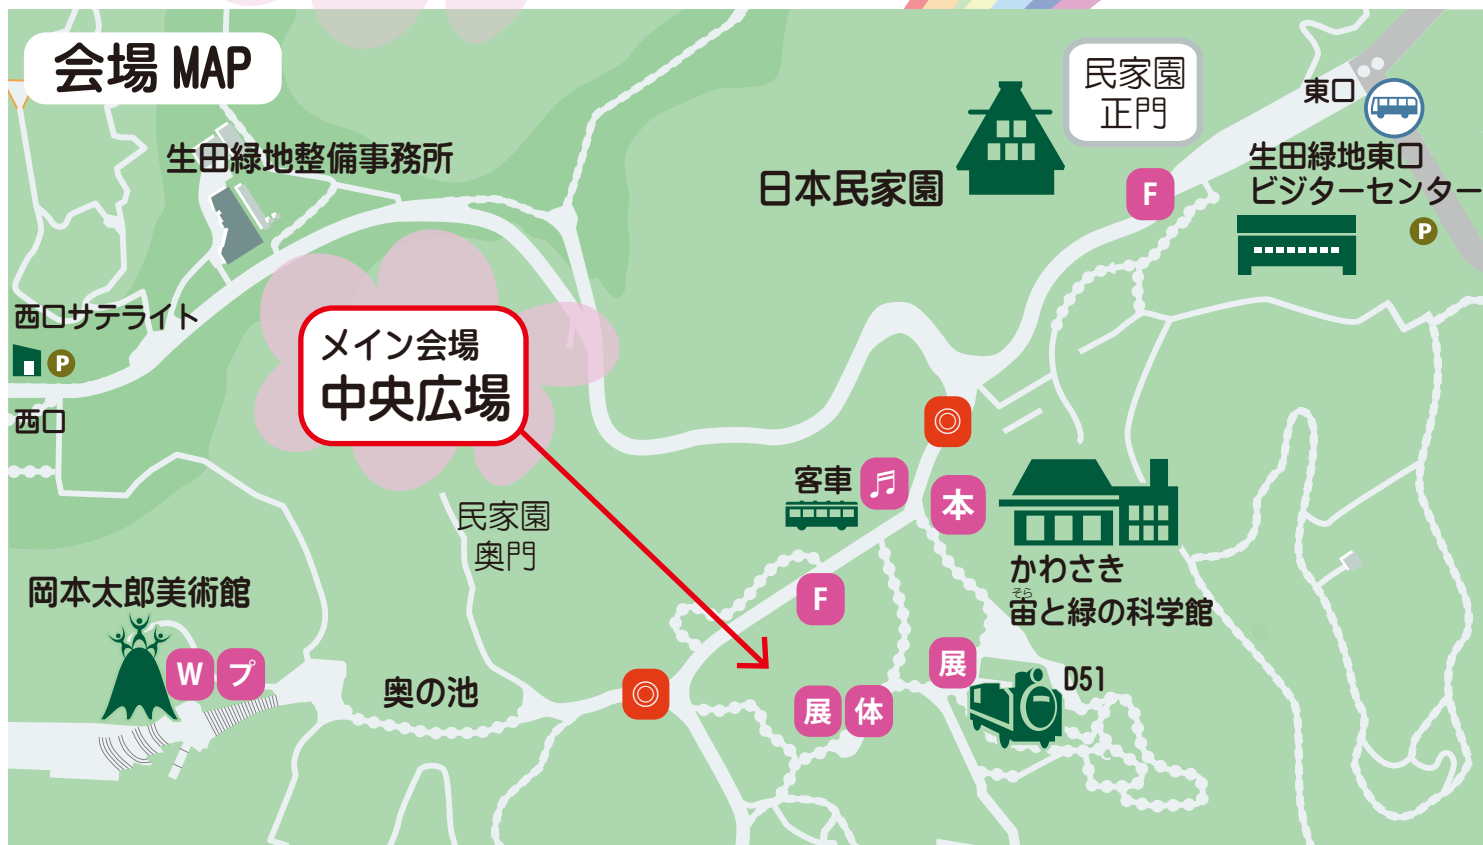 会場 MAP
生田緑地整備事務所
民家園
正門
東口
生田緑地東口
ビジターセンター
P
日本民家園
F
西口サテライト
P
西口
メイン会場
中央広場
◎
客車
♬
本
民家園
奥門
かわさき
そら
宙と緑の科学館
F
岡本太郎美術館
W
プ
奥の池
◎
展
D51
展
体